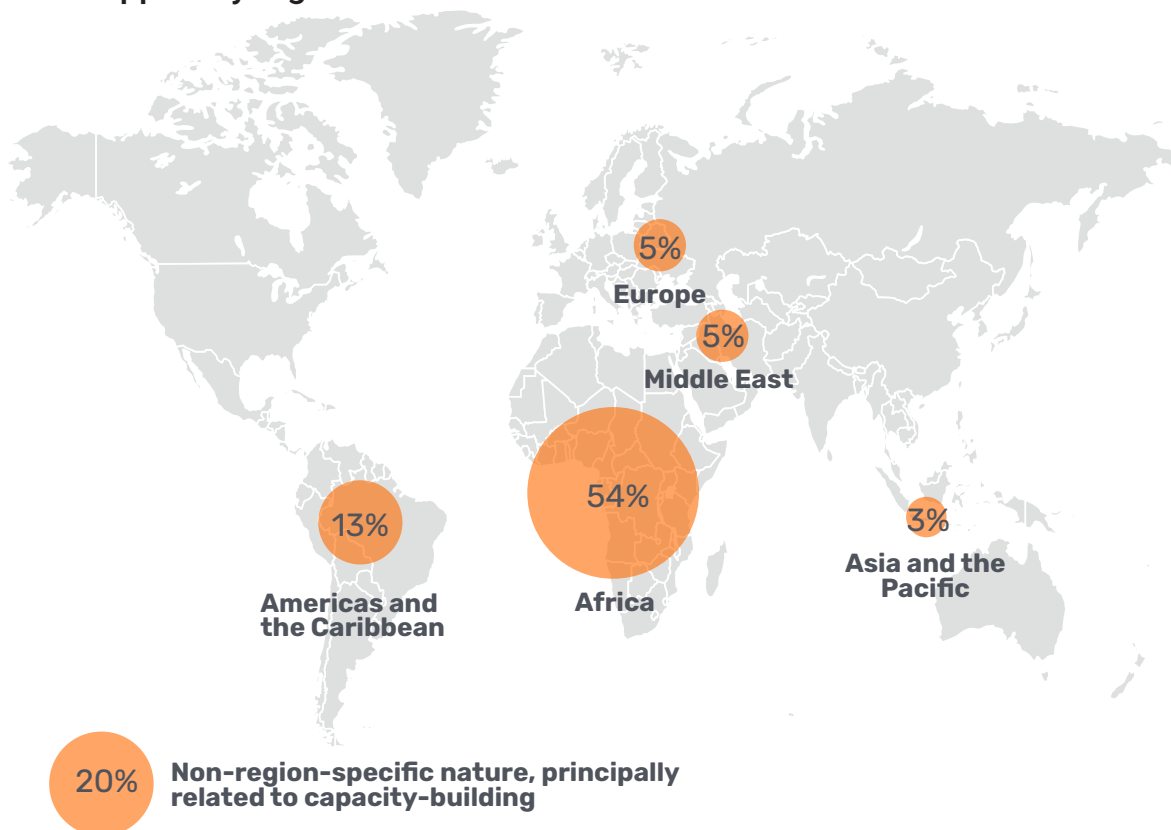 5%
Europe
5%
Middle East
54%
Africa
13%
Americas and
the Caribbean
3%
Asia and the
Pacific
20%
Non-region-specific nature, principally
related to capacity-building